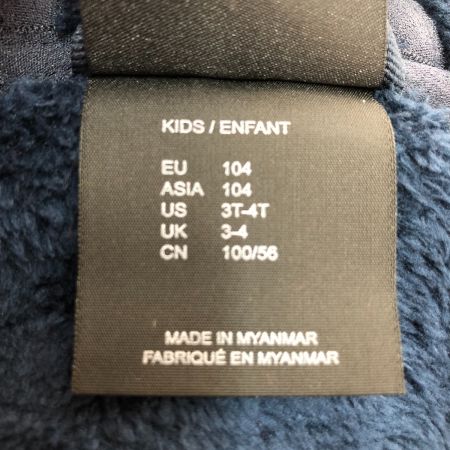 KIDS / ENFANT
EU 104
ASIA 104
US 3T-4T
UK 3-4
CN 100/56
MADE IN MYANMAR
FABRIQUÉ EN MYANMAR